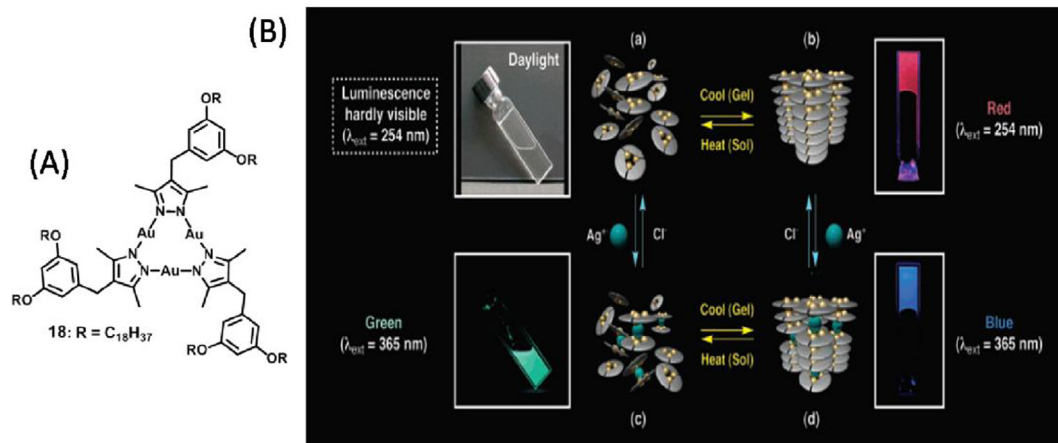 (A)
OR
RO
OR
N-N
Au
Au
RO
N
N
OR
N
Au
N
RO
OR
18: R = C₁₈H₃₇
(B)
(a)
(b)
Daylight
Luminescence
hardly visible
(λext = 254 nm)
Cool (Gel)
Heat (Sol)
Red
(λext = 254 nm)
Ag⁺
Cl⁻
Cl⁻
Ag⁺
Green
(λext = 365 nm)
Cool (Gel)
Heat (Sol)
Blue
(λext = 365 nm)
(c)
(d)